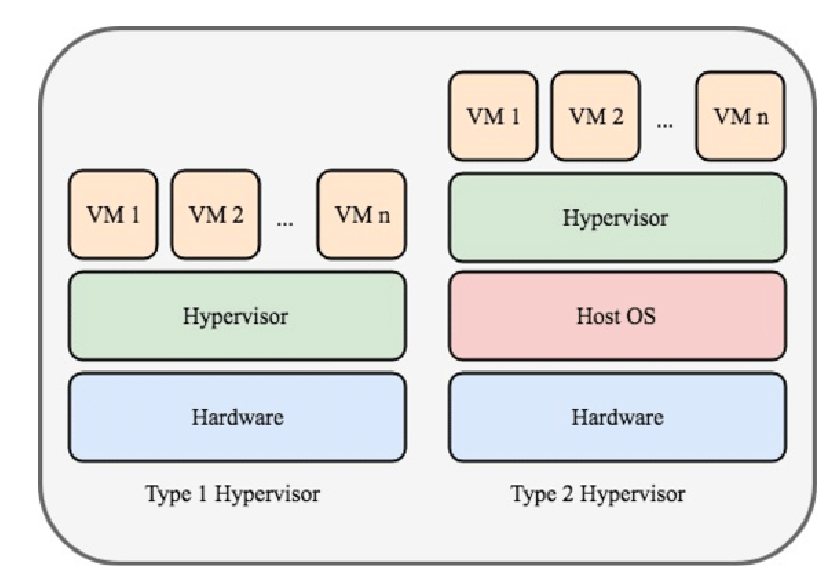 VM 1
VM 2
...
VM n
Hypervisor
Hardware
Type 1 Hypervisor
VM 1
VM 2
...
VM n
Hypervisor
Host OS
Hardware
Type 2 Hypervisor